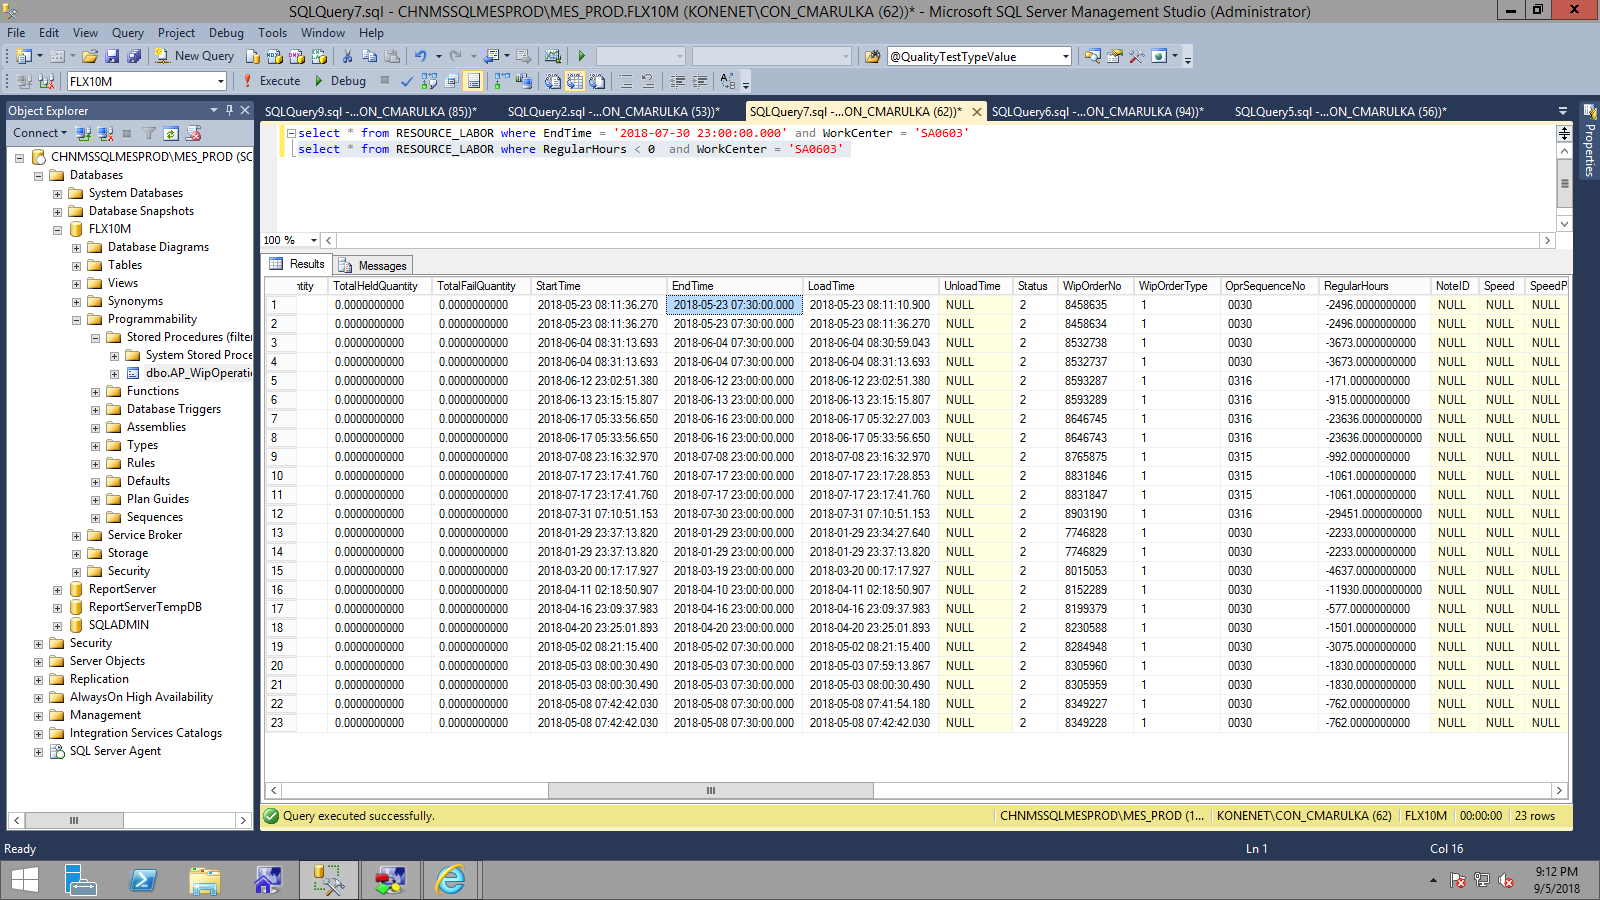 SQLQuery7.sql - CHNMSSQLMESPROD\MES_PROD.FLX10M (KONENET\CON_CMARULKA (62))* - Microsoft SQL Server Management Studio (Administrator)
File Edit View Query Project Debug Tools Window Help
New Query @QualityTestTypeValue
FLX10M Execute Debug
Object Explorer
Connect
CHNMSSQLMESPROD\MES_PROD (SC
Databases
System Databases
Database Snapshots
FLX10M
Database Diagrams
Tables
Views
Synonyms
Programmability
Stored Procedures (filter
System Stored Proce
dbo.AP_WipOperati
Functions
Database Triggers
Assemblies
Types
Rules
Defaults
Plan Guides
Sequences
Service Broker
Storage
Security
ReportServer
ReportServerTempDB
SQLADMIN
Security
Server Objects
Replication
AlwaysOn High Availability
Management
Integration Services Catalogs
SQL Server Agent
SQLQuery9.sql -...ON_CMARULKA (85))* SQLQuery2.sql -...ON_CMARULKA (53))* SQLQuery7.sql -...ON_CMARULKA (62))* SQLQuery6.sql -...ON_CMARULKA (94))* SQLQuery5.sql -...ON_CMARULKA (56))*
select * from RESOURCE_LABOR where EndTime = '2018-07-30 23:00:00.000' and WorkCenter = 'SA0603'
select * from RESOURCE_LABOR where RegularHours < 0 and WorkCenter = 'SA0603'
Properties
100 %
Results Messages
ntity TotalHeldQuantity TotalFailQuantity StartTime EndTime LoadTime UnloadTime Status WipOrderNo WipOrderType OprSequenceNo RegularHours NoteID Speed SpeedP
1 0.0000000000 0.0000000000 2018-05-23 08:11:36.270 2018-05-23 07:30:00.000 2018-05-23 08:11:10.900 NULL 2 8458635 1 0030 -2496.0000000000 NULL NULL NULL
2 0.0000000000 0.0000000000 2018-05-23 08:11:36.270 2018-05-23 07:30:00.000 2018-05-23 08:11:36.270 NULL 2 8458634 1 0030 -2496.0000000000 NULL NULL NULL
3 0.0000000000 0.0000000000 2018-06-04 08:31:13.693 2018-06-04 07:30:00.000 2018-06-04 08:30:59.043 NULL 2 8532738 1 0030 -3673.0000000000 NULL NULL NULL
4 0.0000000000 0.0000000000 2018-06-04 08:31:13.693 2018-06-04 07:30:00.000 2018-06-04 08:31:13.693 NULL 2 8532737 1 0030 -3673.0000000000 NULL NULL NULL
5 0.0000000000 0.0000000000 2018-06-12 23:02:51.380 2018-06-12 23:00:00.000 2018-06-12 23:02:51.380 NULL 2 8593287 1 0316 -171.0000000000 NULL NULL NULL
6 0.0000000000 0.0000000000 2018-06-13 23:15:15.807 2018-06-13 23:00:00.000 2018-06-13 23:15:15.807 NULL 2 8593289 1 0316 -915.0000000000 NULL NULL NULL
7 0.0000000000 0.0000000000 2018-06-17 05:33:56.650 2018-06-16 23:00:00.000 2018-06-17 05:32:27.003 NULL 2 8646745 1 0316 -23636.0000000000 NULL NULL NULL
8 0.0000000000 0.0000000000 2018-06-17 05:33:56.650 2018-06-16 23:00:00.000 2018-06-17 05:33:56.650 NULL 2 8646743 1 0316 -23636.0000000000 NULL NULL NULL
9 0.0000000000 0.0000000000 2018-07-08 23:16:32.970 2018-07-08 23:00:00.000 2018-07-08 23:16:32.970 NULL 2 8765875 1 0315 -992.0000000000 NULL NULL NULL
10 0.0000000000 0.0000000000 2018-07-17 23:17:41.760 2018-07-17 23:00:00.000 2018-07-17 23:17:28.853 NULL 2 8831846 1 0315 -1061.0000000000 NULL NULL NULL
11 0.0000000000 0.0000000000 2018-07-17 23:17:41.760 2018-07-17 23:00:00.000 2018-07-17 23:17:41.760 NULL 2 8831847 1 0315 -1061.0000000000 NULL NULL NULL
12 0.0000000000 0.0000000000 2018-07-31 07:10:51.153 2018-07-30 23:00:00.000 2018-07-31 07:10:51.153 NULL 2 8903190 1 0316 -29451.0000000000 NULL NULL NULL
13 0.0000000000 0.0000000000 2018-01-29 23:37:13.820 2018-01-29 23:00:00.000 2018-01-29 23:34:27.640 NULL 2 7746828 1 0030 -2233.0000000000 NULL NULL NULL
14 0.0000000000 0.0000000000 2018-01-29 23:37:13.820 2018-01-29 23:00:00.000 2018-01-29 23:37:13.820 NULL 2 7746829 1 0030 -2233.0000000000 NULL NULL NULL
15 0.0000000000 0.0000000000 2018-03-20 00:17:17.927 2018-03-19 23:00:00.000 2018-03-20 00:17:17.927 NULL 2 8015053 1 0030 -4637.0000000000 NULL NULL NULL
16 0.0000000000 0.0000000000 2018-04-11 02:18:50.907 2018-04-10 23:00:00.000 2018-04-11 02:18:50.907 NULL 2 8152289 1 0030 -11930.0000000000 NULL NULL NULL
17 0.0000000000 0.0000000000 2018-04-16 23:09:37.983 2018-04-16 23:00:00.000 2018-04-16 23:09:37.983 NULL 2 8199379 1 0030 -577.0000000000 NULL NULL NULL
18 0.0000000000 0.0000000000 2018-04-20 23:25:01.893 2018-04-20 23:00:00.000 2018-04-20 23:25:01.893 NULL 2 8230588 1 0030 -1501.0000000000 NULL NULL NULL
19 0.0000000000 0.0000000000 2018-05-02 08:21:15.400 2018-05-02 07:30:00.000 2018-05-02 08:21:15.400 NULL 2 8284948 1 0030 -3075.0000000000 NULL NULL NULL
20 0.0000000000 0.0000000000 2018-05-03 08:00:30.490 2018-05-03 07:30:00.000 2018-05-03 07:59:13.867 NULL 2 8305960 1 0030 -1830.0000000000 NULL NULL NULL
21 0.0000000000 0.0000000000 2018-05-03 08:00:30.490 2018-05-03 07:30:00.000 2018-05-03 08:00:30.490 NULL 2 8305959 1 0030 -1830.0000000000 NULL NULL NULL
22 0.0000000000 0.0000000000 2018-05-08 07:42:42.030 2018-05-08 07:30:00.000 2018-05-08 07:41:54.180 NULL 2 8349227 1 0030 -762.0000000000 NULL NULL NULL
23 0.0000000000 0.0000000000 2018-05-08 07:42:42.030 2018-05-08 07:30:00.000 2018-05-08 07:42:42.030 NULL 2 8349228 1 0030 -762.0000000000 NULL NULL NULL
Query executed successfully. CHNMSSQLMESPROD\MES_PROD (1... KONENET\CON_CMARULKA (62) FLX10M 00:00:00 23 rows
Ready Ln 1 Col 16
9:12 PM
9/5/2018